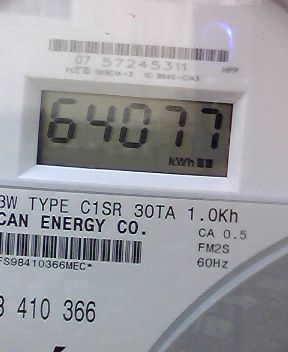 07 57245311
HPP
64077
kWh
3W TYPE C1SR 30TA 1.0Kh
CAN ENERGY CO.
CA 0.5
FM2S
60Hz
FS98410366MEC*
410 366